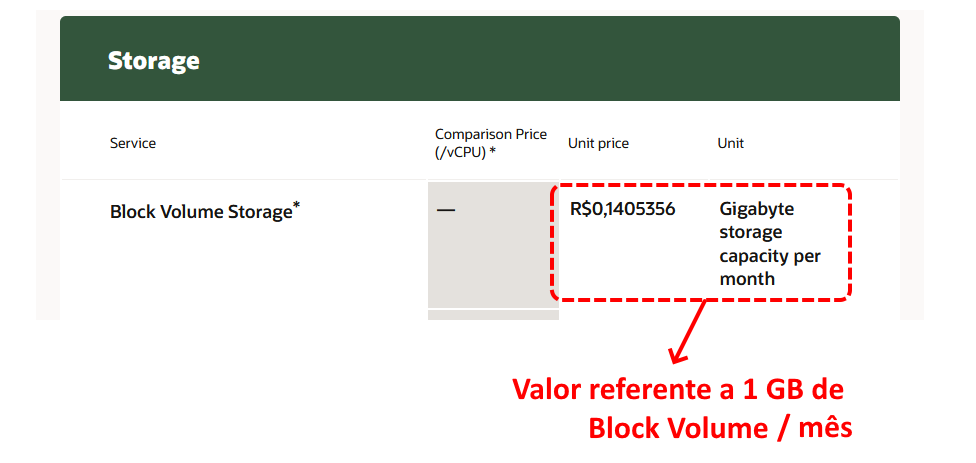 Storage
Service
Comparison Price
(/vCPU) *
Unit price
Unit
Block Volume Storage*
—
R$0,1405356
Gigabyte
storage
capacity per
month
Valor referente a 1 GB de
Block Volume / mês